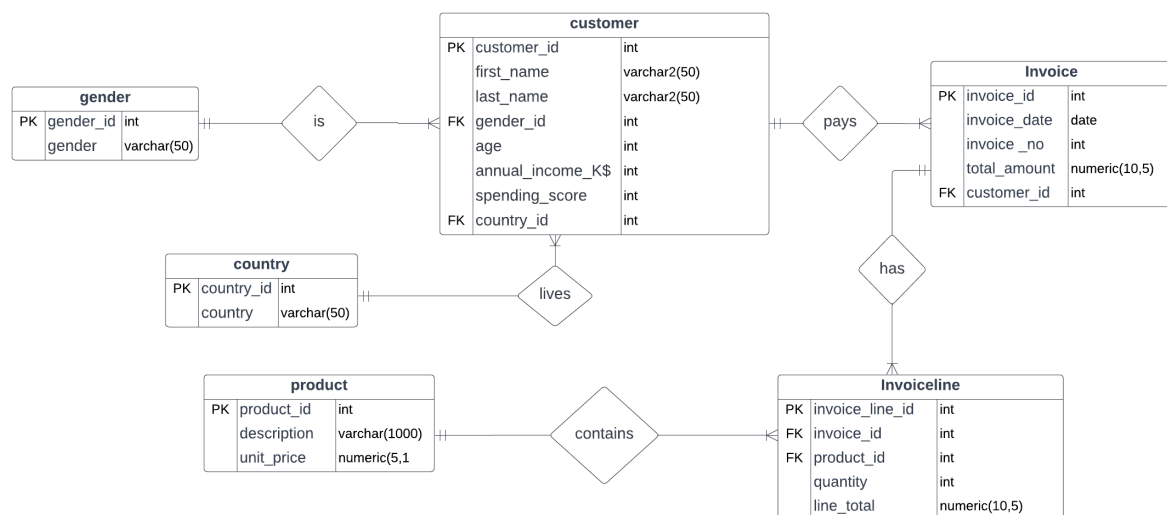 customer
PK customer_id int
first_name varchar2(50)
last_name varchar2(50)
FK gender_id int
age int
annual_income_K$ int
spending_score int
FK country_id int
gender
PK gender_id int
gender varchar(50)
is
pays
Invoice
PK invoice_id int
invoice_date date
invoice _no int
total_amount numeric(10,5)
FK customer_id int
country
PK country_id int
country varchar(50)
lives
has
product
PK product_id int
description varchar(1000)
unit_price numeric(5,1
contains
Invoiceline
PK invoice_line_id int
FK invoice_id int
FK product_id int
quantity int
line_total numeric(10,5)